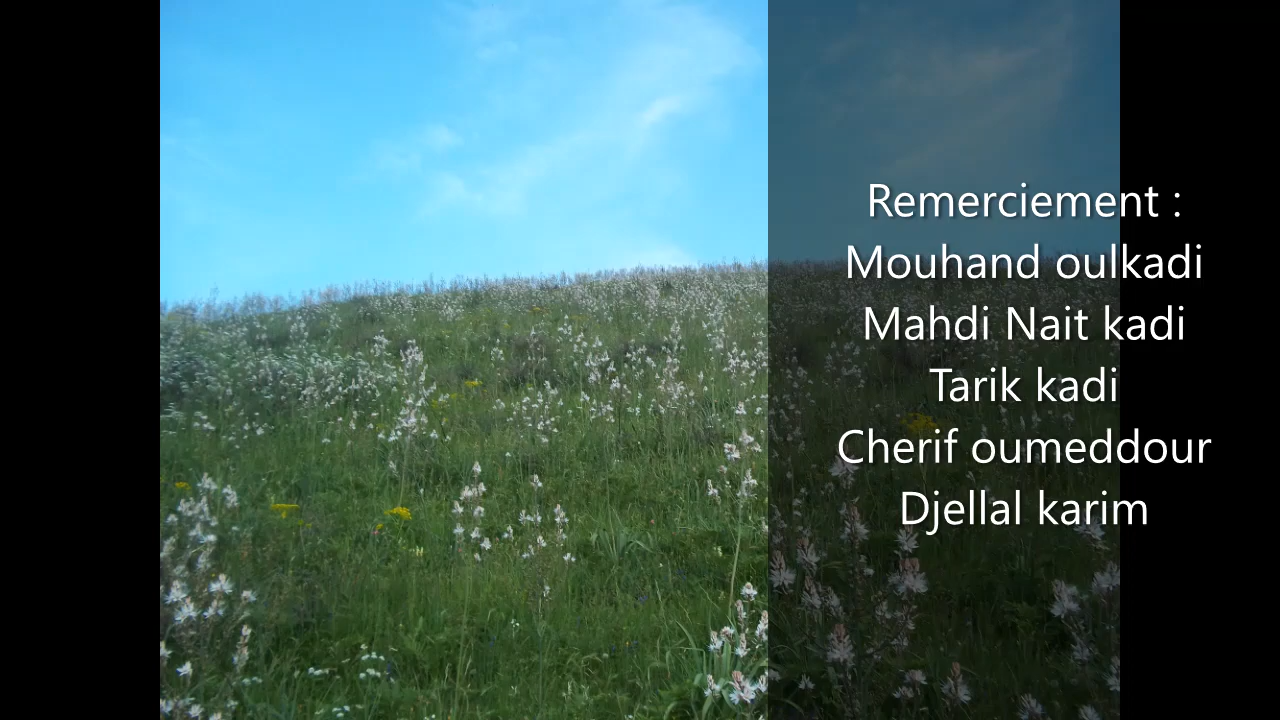 Remerciement :
Mouhand oulkadi
Mahdi Nait kadi
Tarik kadi
Cherif oumeddour
Djellal karim